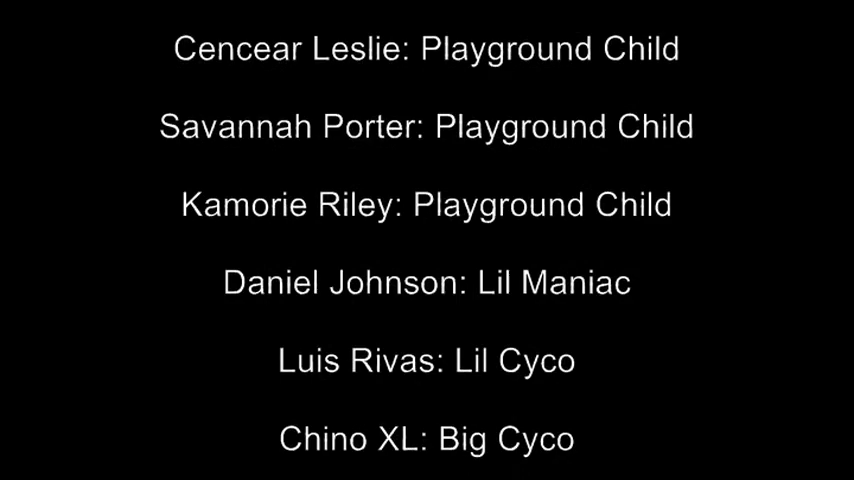 Cencear Leslie: Playground Child
Savannah Porter: Playground Child
Kamorie Riley: Playground Child
Daniel Johnson: Lil Maniac
Luis Rivas: Lil Cyco
Chino XL: Big Cyco